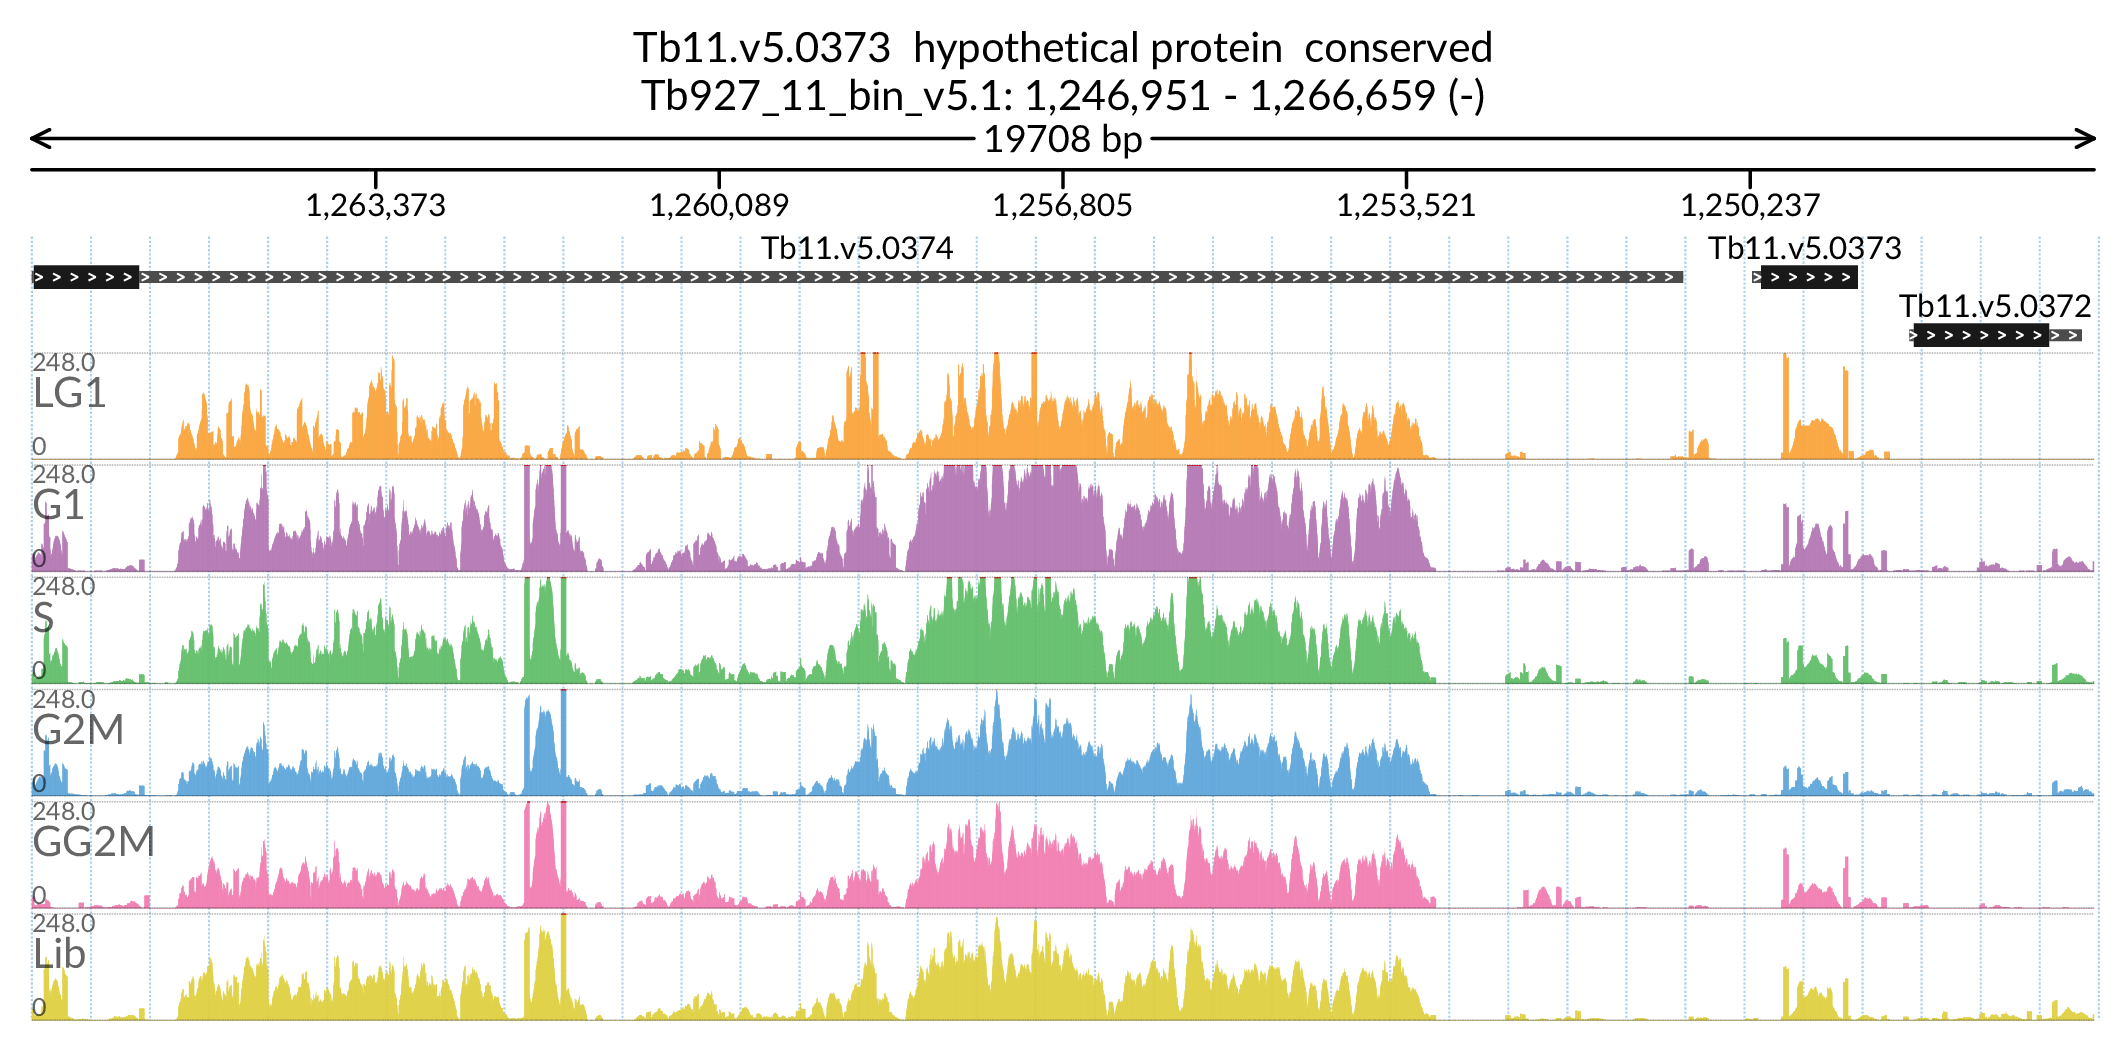 Tb11.v5.0373  hypothetical protein  conserved
Tb927_11_bin_v5.1: 1,246,951 - 1,266,659 (-)
19708 bp
1,263,373 1,260,089 1,256,805 1,253,521 1,250,237
Tb11.v5.0374 Tb11.v5.0373
Tb11.v5.0372
248.0
LG1
0
248.0
G1
0
248.0
S
0
248.0
G2M
0
248.0
GG2M
0
248.0
Lib
0